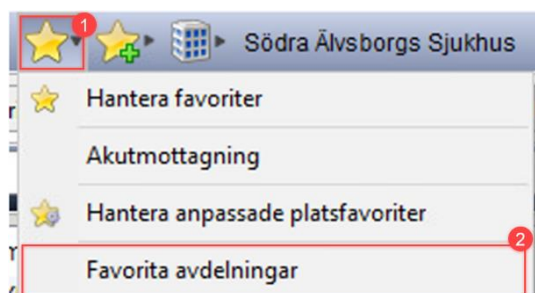 1
Södra Älvsborgs Sjukhus
Hantera favoriter
Akutmottagning
Hantera anpassade platsfavoriter
2
Favorita avdelningar